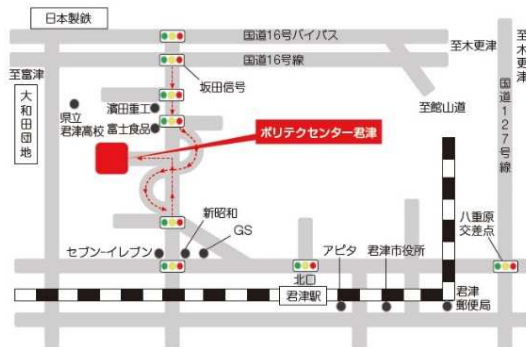 日本製鉄
国道16号バイパス
国道16号線
至木更津
至木更津
至富津
坂田信号
大和田団地
県立
君津高校
濱田重工
富士食品
至館山道
国道127号線
ポリテクセンター君津
新昭和
GS
セブン-イレブン
アピタ
君津市役所
八重原
交差点
北口
君津駅
君津
郵便局